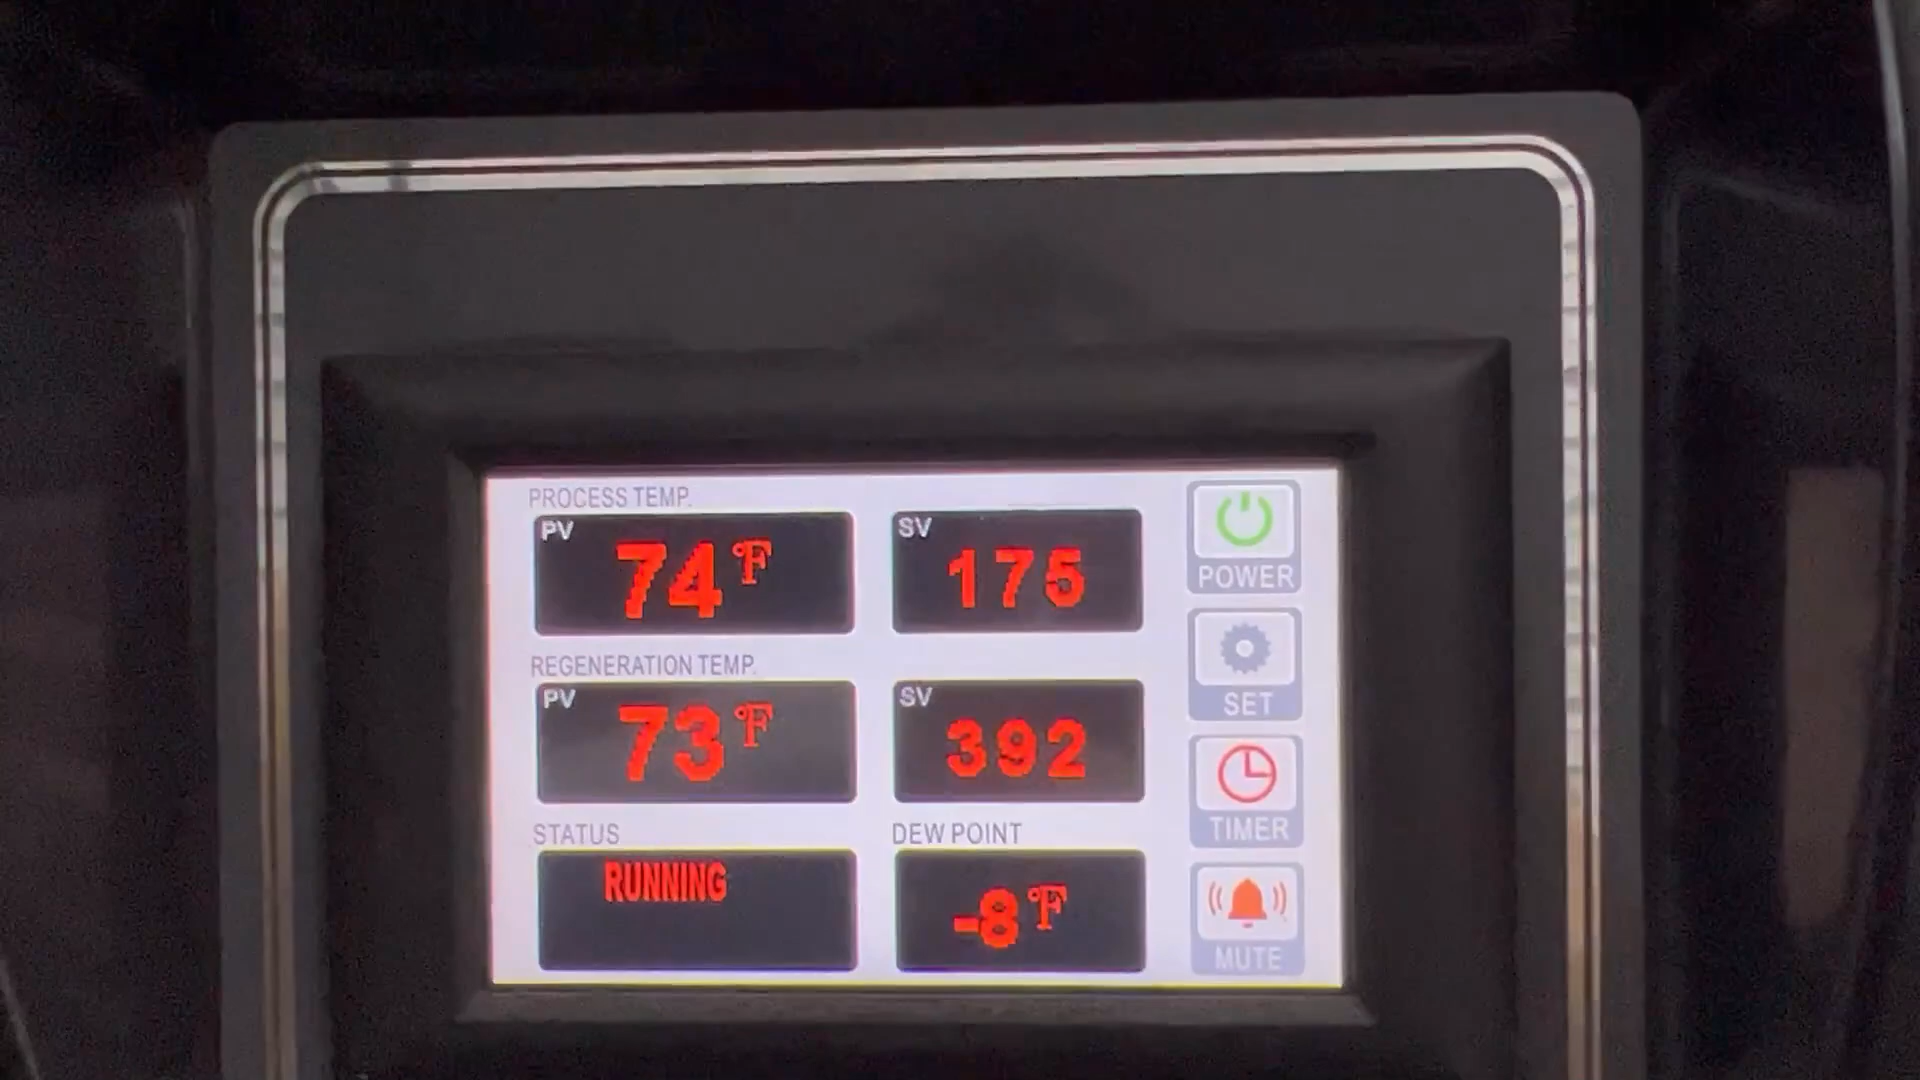 PROCESS TEMP.
PV 74°F
SV 175
POWER
REGENERATION TEMP.
PV 73°F
SV 392
SET
STATUS
RUNNING
DEW POINT
-8°F
TIMER
MUTE